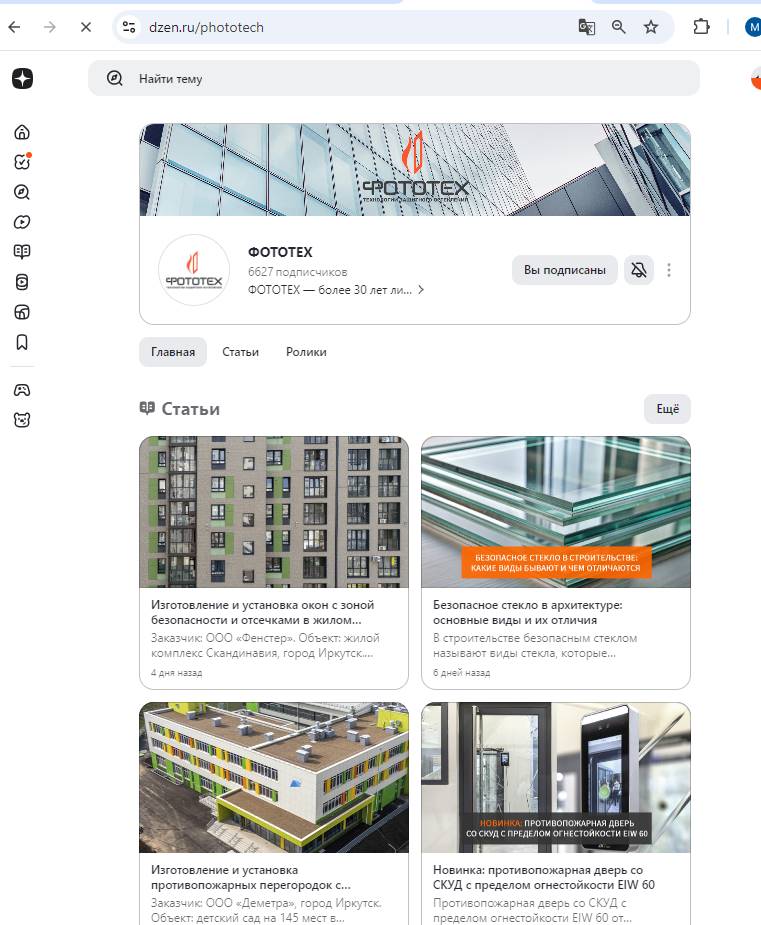 dzen.ru/phototech
M
Найти тему
ФОТОТЕХ
ТЕХНОЛОГИИ ЗАЩИТНОГО ОСТЕКЛЕНИЯ
ФОТОТЕХ
ФОТОТЕХ
6627 подписчиков
ФОТОТЕХ — более 30 лет ли...
Вы подписаны
Главная
Статьи
Ролики
Статьи
Ещё
БЕЗОПАСНОЕ СТЕКЛО В СТРОИТЕЛЬСТВЕ:
КАКИЕ ВИДЫ БЫВАЮТ И ЧЕМ ОТЛИЧАЮТСЯ
Изготовление и установка окон с зоной
безопасности и отсечками в жилом...
Заказчик: ООО «Фенстер». Объект: жилой
комплекс Скандинавия, город Иркутск....
4 дня назад
Безопасное стекло в архитектуре:
основные виды и их отличия
В строительстве безопасным стеклом
называют виды стекла, которые...
6 дней назад
НОВИНКА: ПРОТИВОПОЖАРНАЯ ДВЕРЬ
СО СКУД С ПРЕДЕЛОМ ОГНЕСТОЙКОСТИ EIW 60
Изготовление и установка
противопожарных перегородок с...
Заказчик: ООО «Деметра», город Иркутск.
Объект: детский сад на 145 мест в...
Новинка: противопожарная дверь со
СКУД с пределом огнестойкости EIW 60
Противопожарная дверь со СКУД с
пределом огнестойкости EIW 60 от...